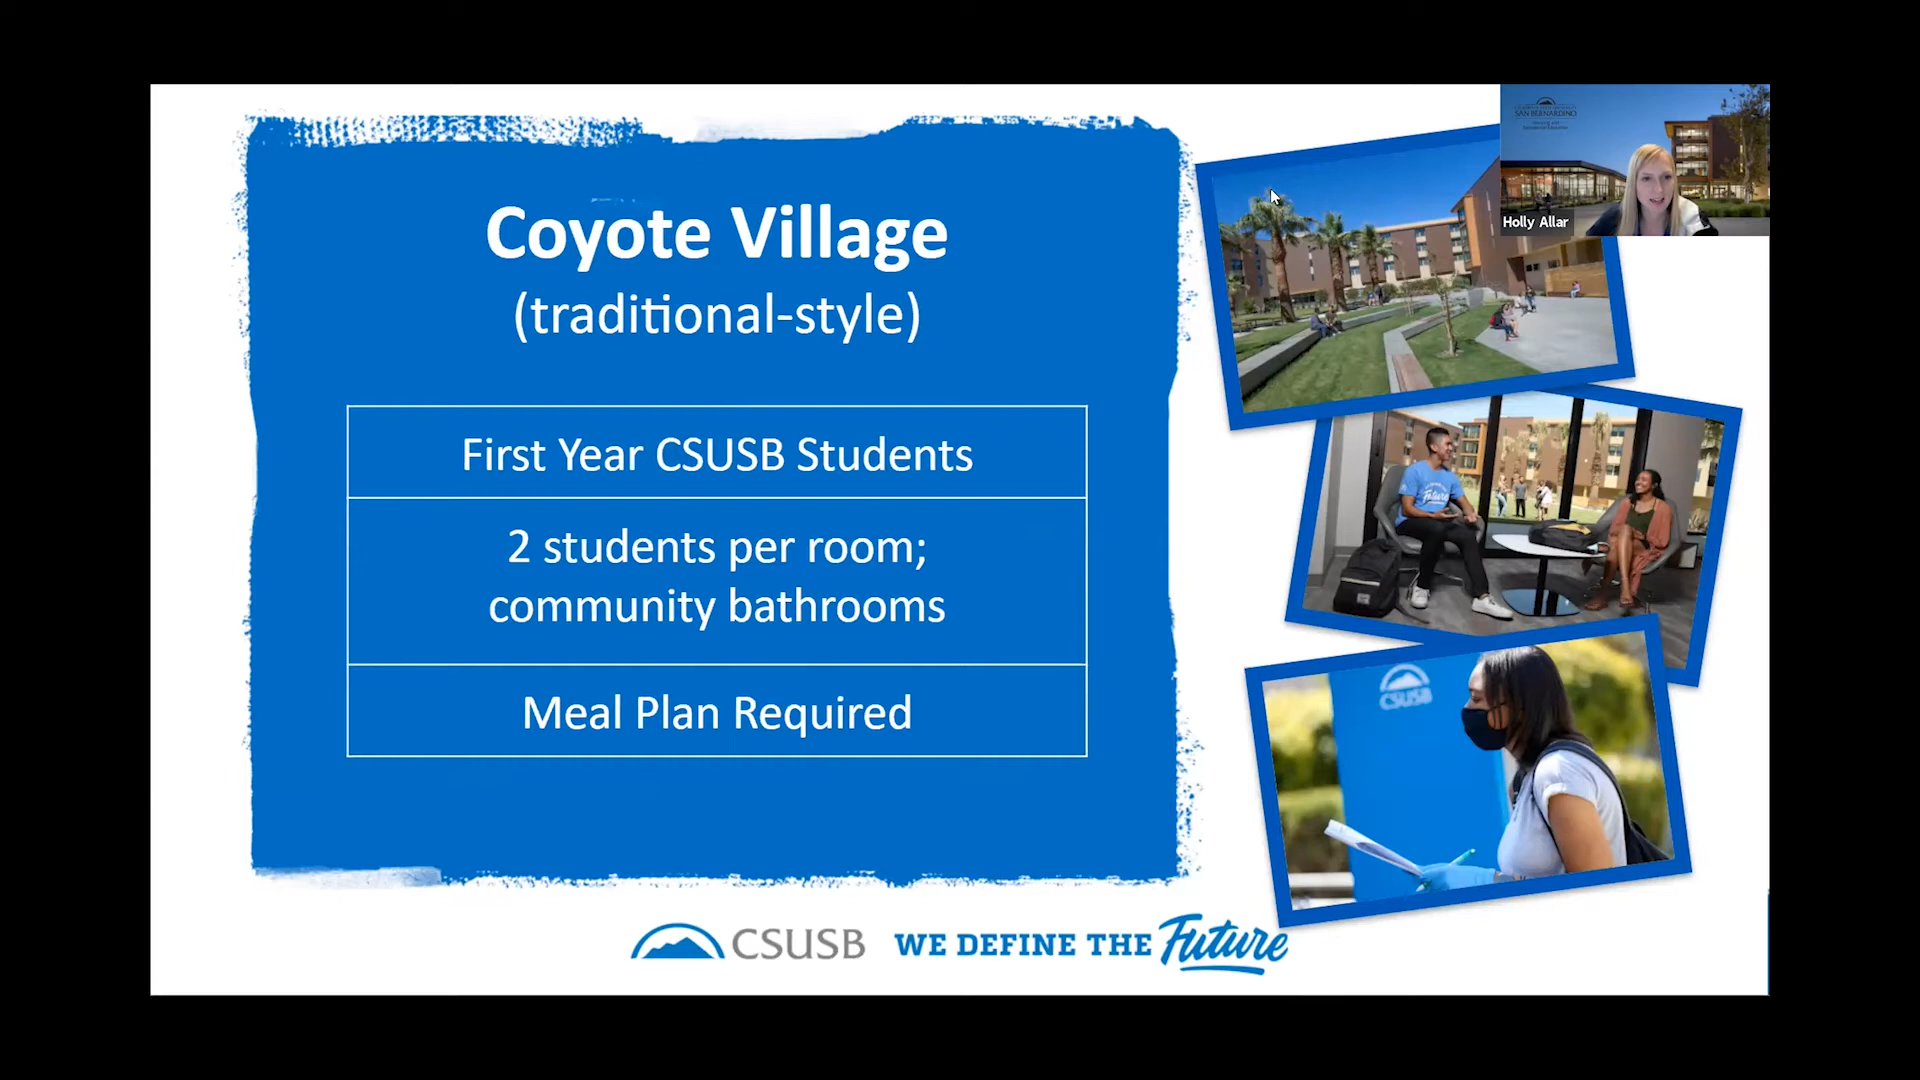 Coyote Village
(traditional-style)
First Year CSUSB Students
2 students per room;
community bathrooms
Meal Plan Required
CSUSB WE DEFINE THE Future
SAN BERNARDINO
Holly Allar
Future
CSUSB